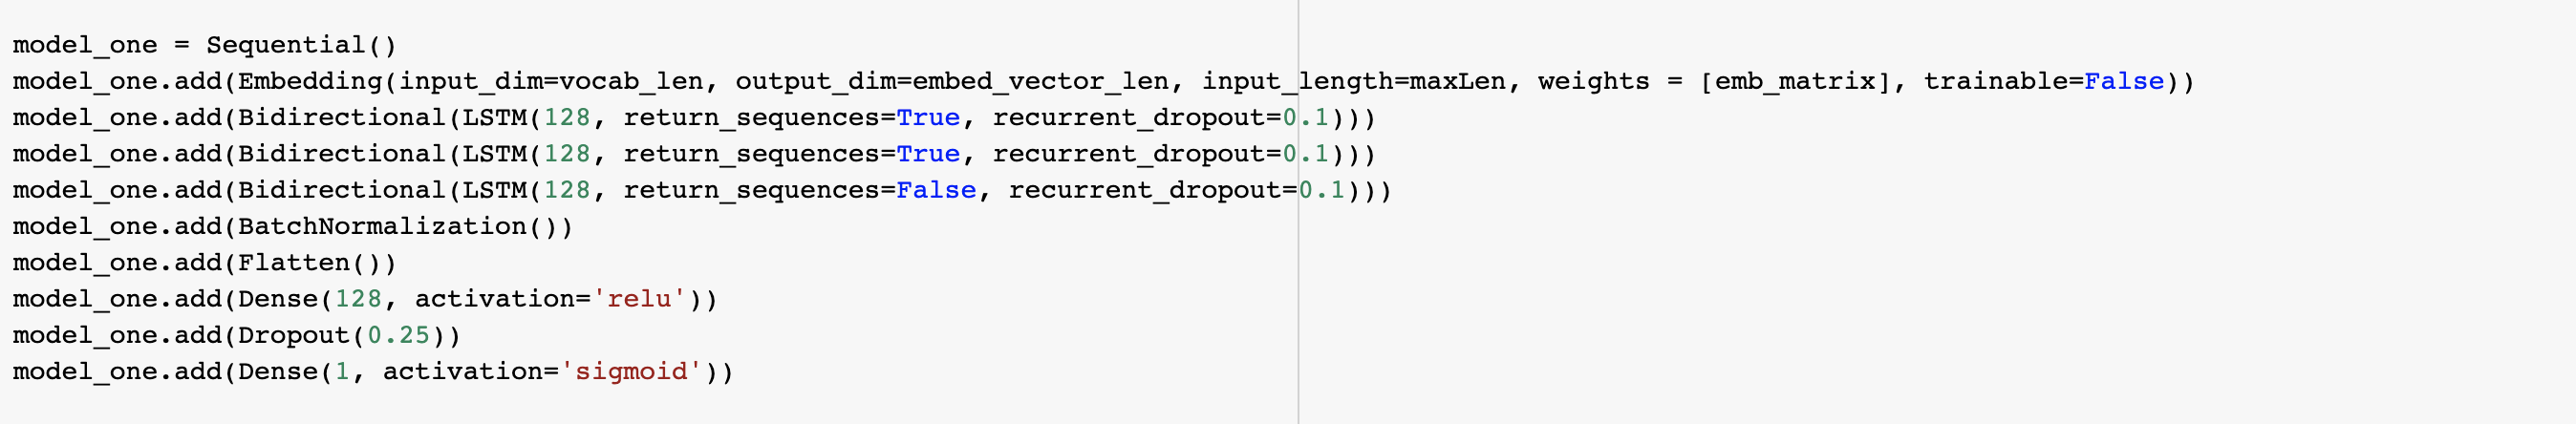 model_one = Sequential()
model_one.add(Embedding(input_dim=vocab_len, output_dim=embed_vector_len, input_length=maxLen, weights = [emb_matrix], trainable=False))
model_one.add(Bidirectional(LSTM(128, return_sequences=True, recurrent_dropout=0.1)))
model_one.add(Bidirectional(LSTM(128, return_sequences=True, recurrent_dropout=0.1)))
model_one.add(Bidirectional(LSTM(128, return_sequences=False, recurrent_dropout=0.1)))
model_one.add(BatchNormalization())
model_one.add(Flatten())
model_one.add(Dense(128, activation='relu'))
model_one.add(Dropout(0.25))
model_one.add(Dense(1, activation='sigmoid'))